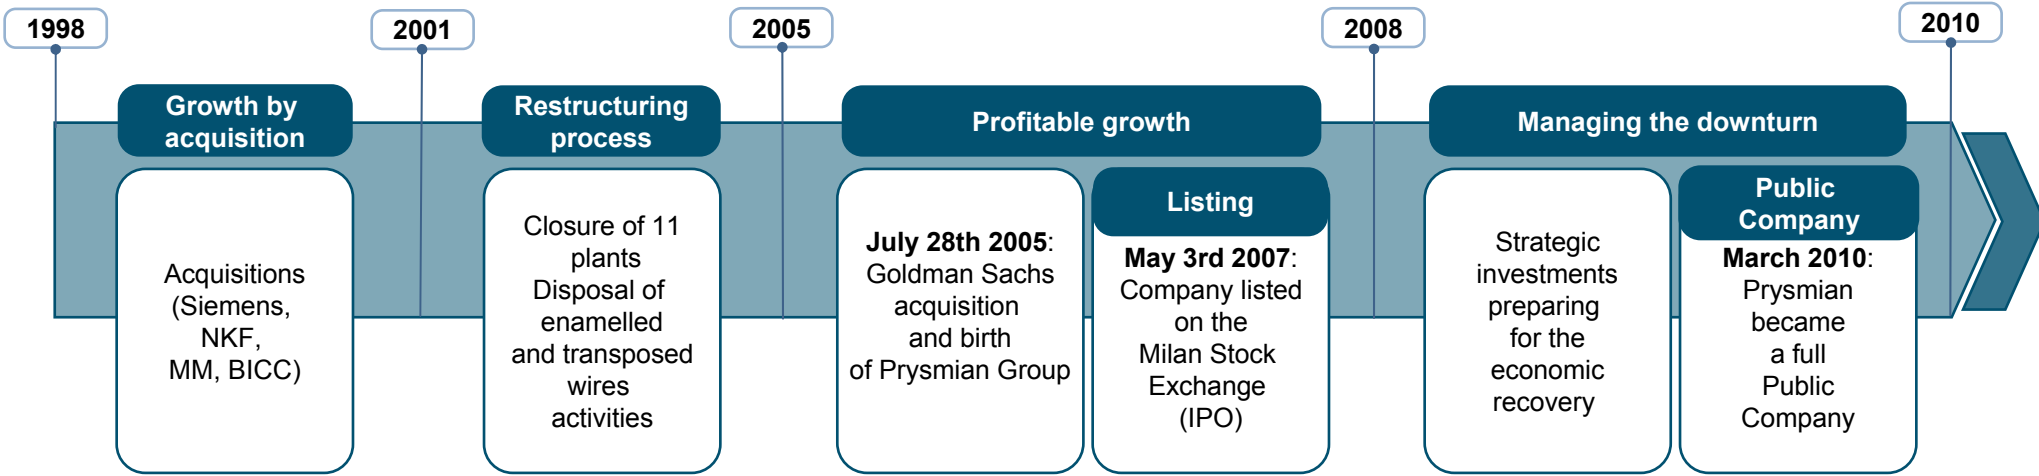 1998
2001
2005
2008
2010
Growth by
acquisition
Acquisitions
(Siemens,
NKF,
MM, BICC)
Restructuring
process
Closure of 11
plants
Disposal of
enamelled
and transposed
wires
activities
Profitable growth
July 28th 2005:
Goldman Sachs
acquisition
and birth
of Prysmian Group
Listing
May 3rd 2007:
Company listed
on the
Milan Stock
Exchange
(IPO)
Managing the downturn
Strategic
investments
preparing
for the
economic
recovery
Public
Company
March 2010:
Prysmian
became
a full
Public
Company